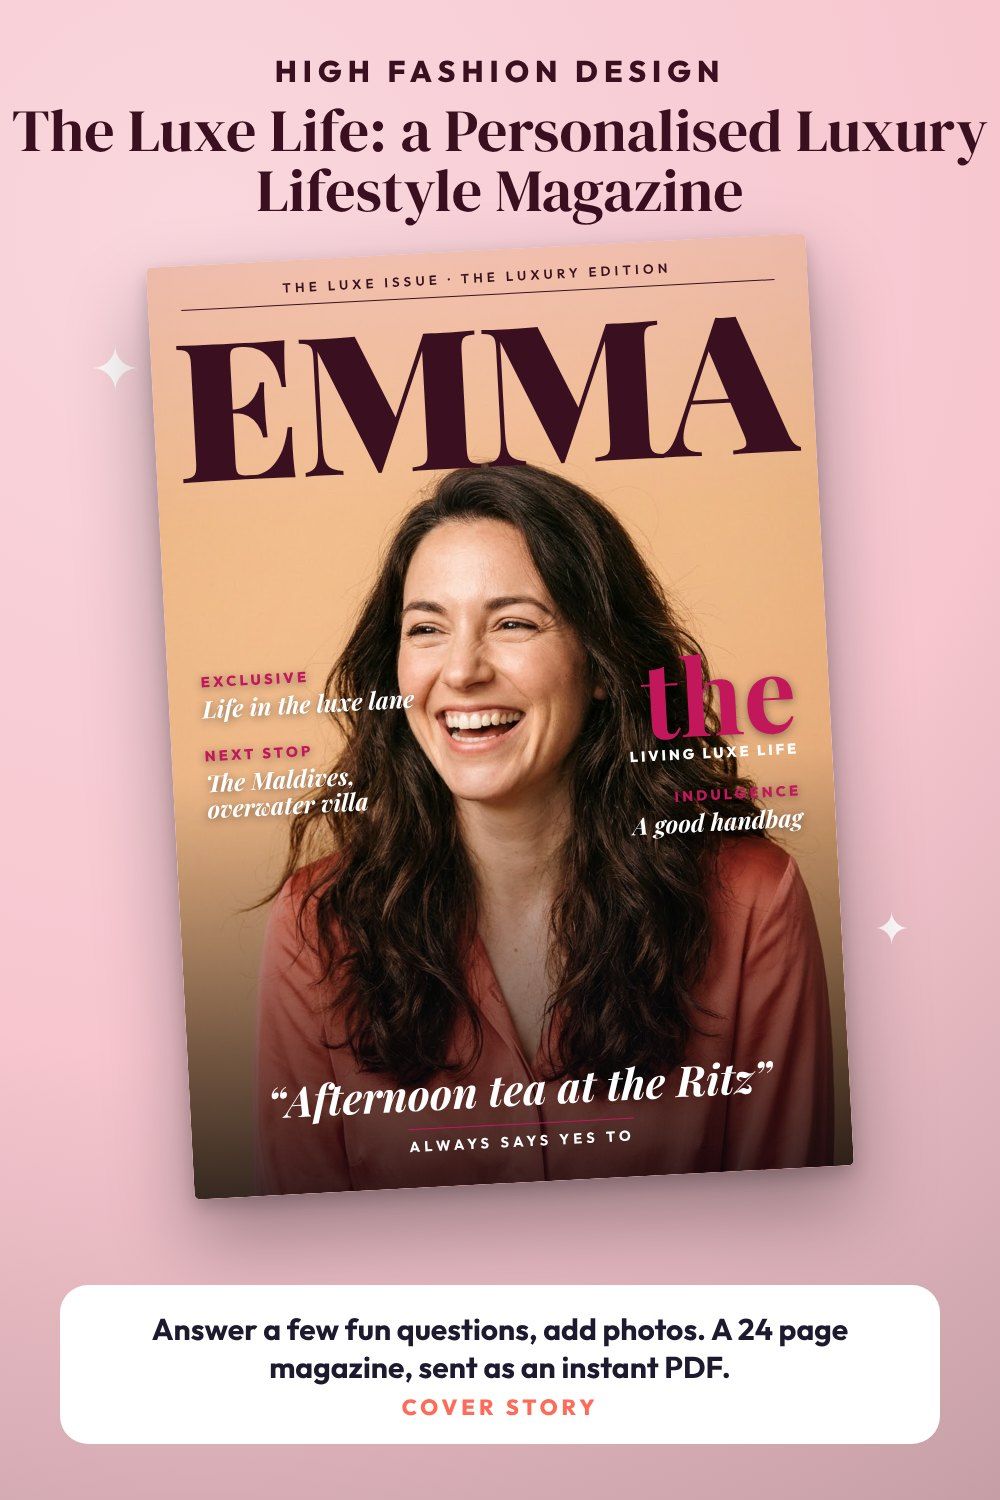 HIGH FASHION DESIGN
The Luxe Life: a Personalised Luxury
Lifestyle Magazine
THE LUXE ISSUE · THE LUXURY EDITION
EMMA
EXCLUSIVE
Life in the luxe lane
NEXT STOP
The Maldives,
overwater villa
the
LIVING LUXE LIFE
INDULGENCE
A good handbag
“Afternoon tea at the Ritz”
ALWAYS SAYS YES TO
Answer a few fun questions, add photos. A 24 page
magazine, sent as an instant PDF.
COVER STORY